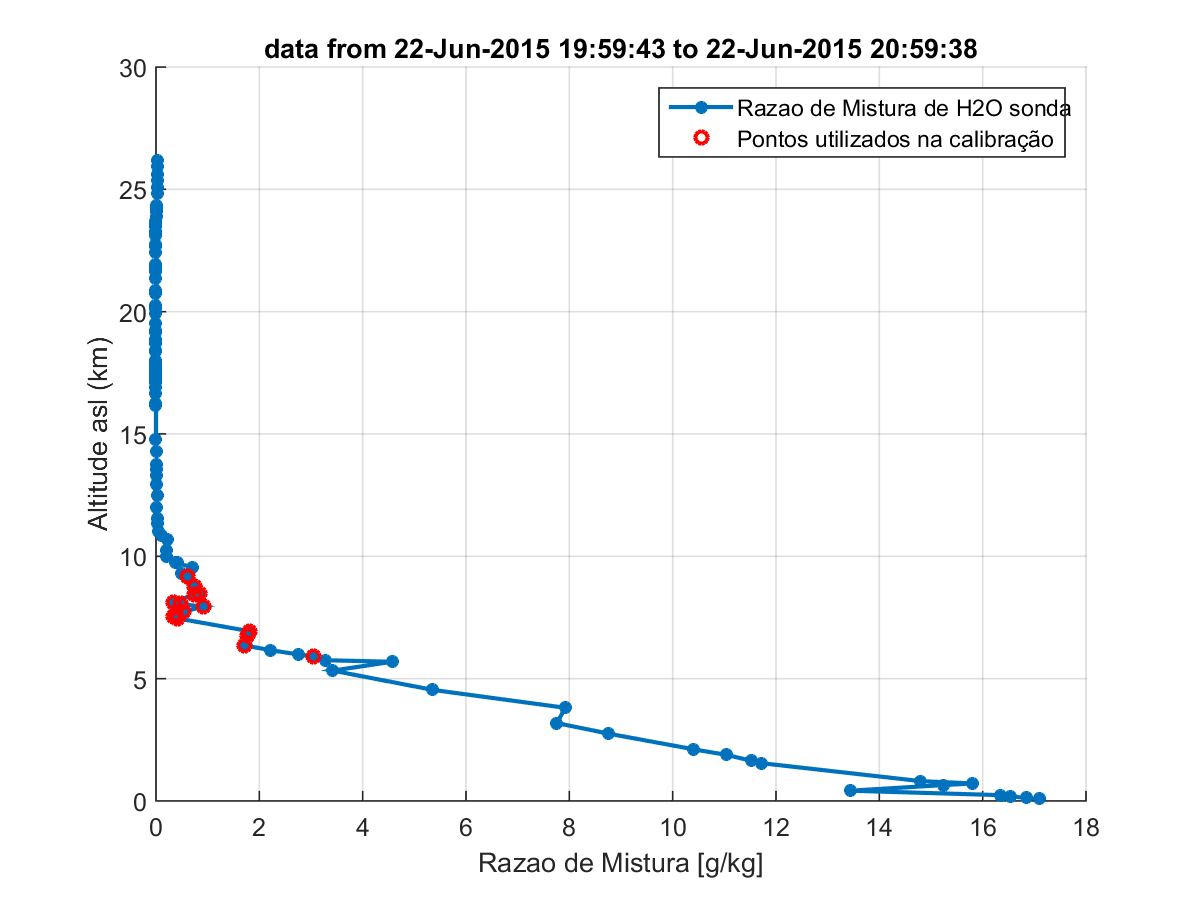 data from 22-Jun-2015 19:59:43 to 22-Jun-2015 20:59:38
Razao de Mistura de H2O sonda
Pontos utilizados na calibração
30
25
20
15
10
5
0
Altitude asl (km)
0 2 4 6 8 10 12 14 16 18
Razao de Mistura [g/kg]